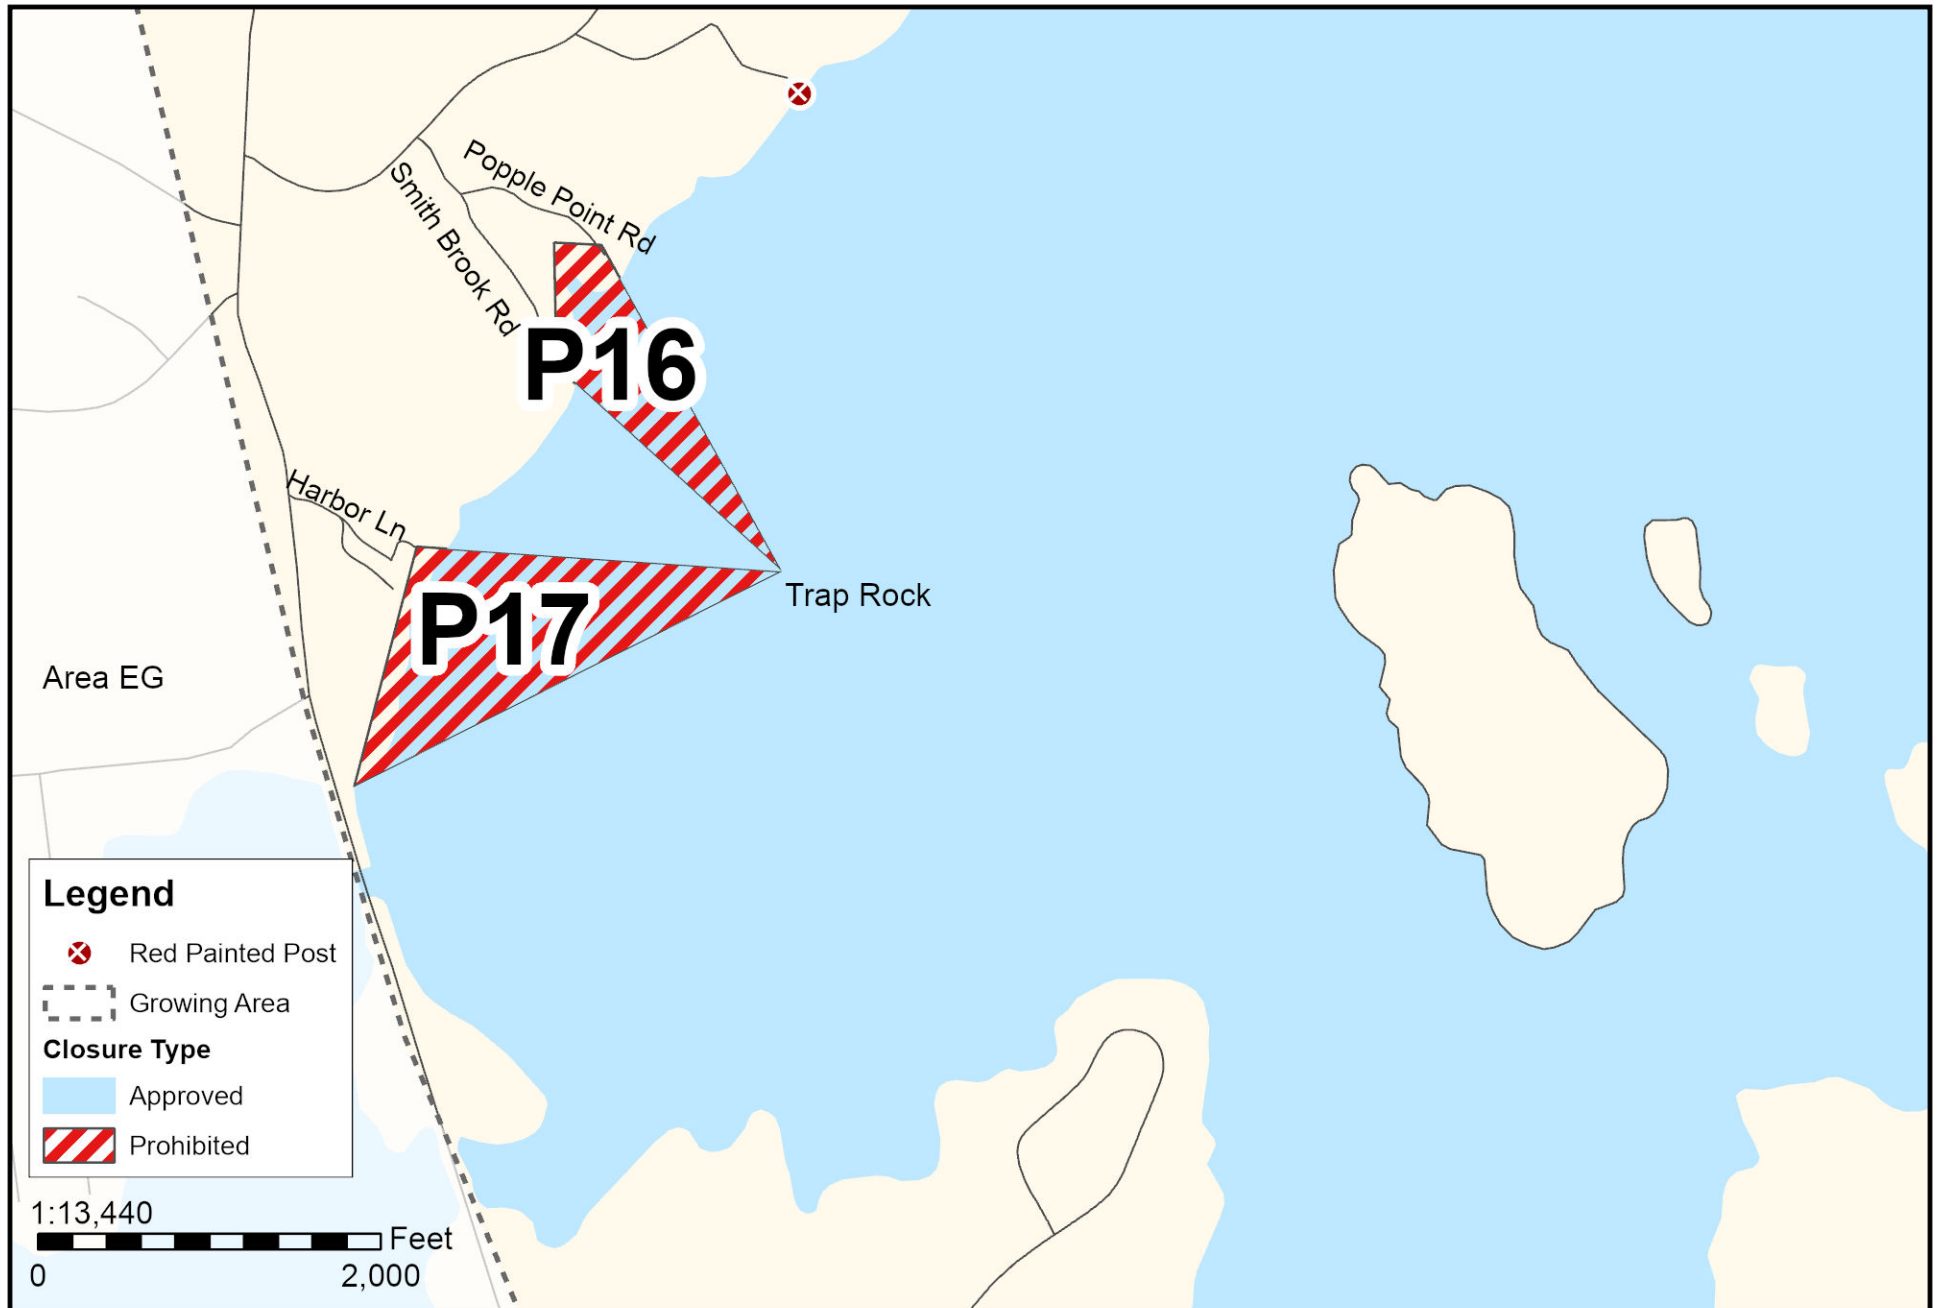 Popple Point Rd
Smith Brook Rd
P16
Harbor Ln
P17
Trap Rock
Area EG
Legend
Red Painted Post
Growing Area
Closure Type
Approved
Prohibited
1:13,440
Feet
0 2,000